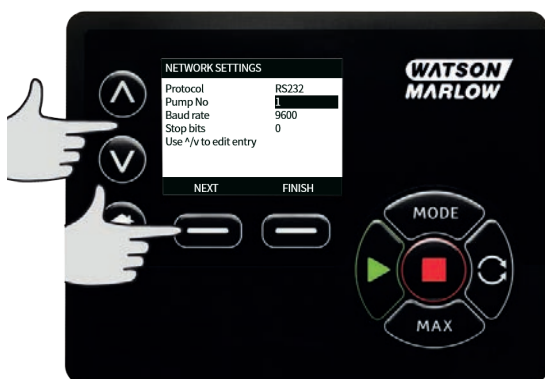 NETWORK SETTINGS
Protocol RS232
Pump No 1
Baud rate 9600
Stop bits 0
Use ^/v to edit entry
NEXT FINISH
WATSON
MARLOW
MODE
MAX